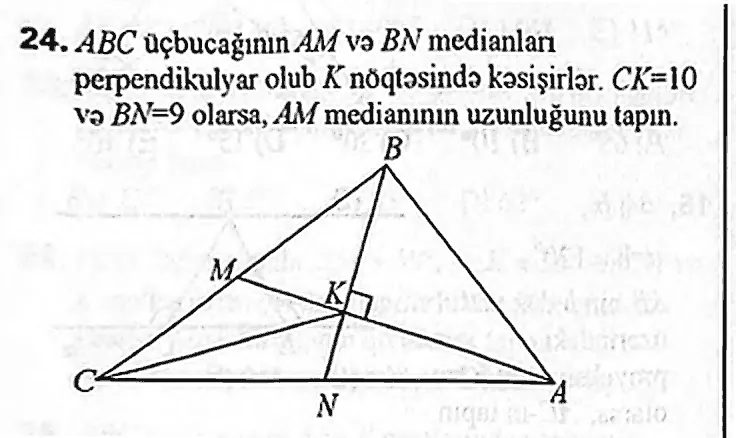 24. ABC üçbucağının AM və BN medianları
perpendikulyar olub K nöqtəsində kəsişirlər. CK=10
və BN=9 olarsa, AM medianının uzunluğunu tapın.
B
M
K
C
A
N